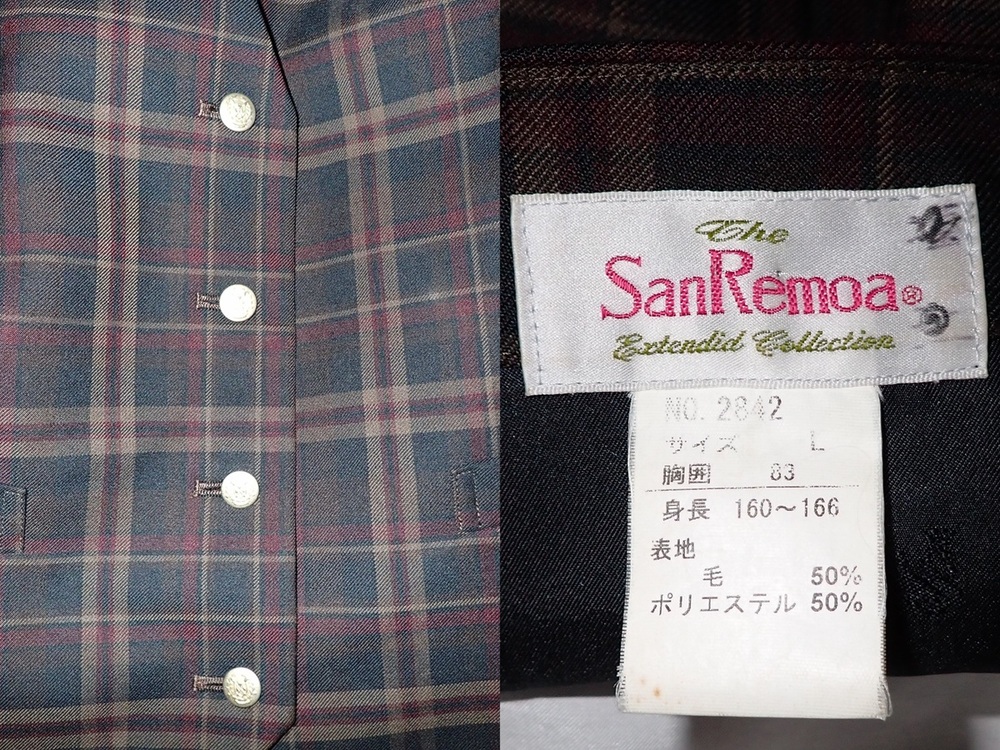 The
SanRemoa®
Extendid Collection
NO. 2842
サイズ L
胸囲 83
身長 160〜166
表地
毛 50%
ポリエステル 50%